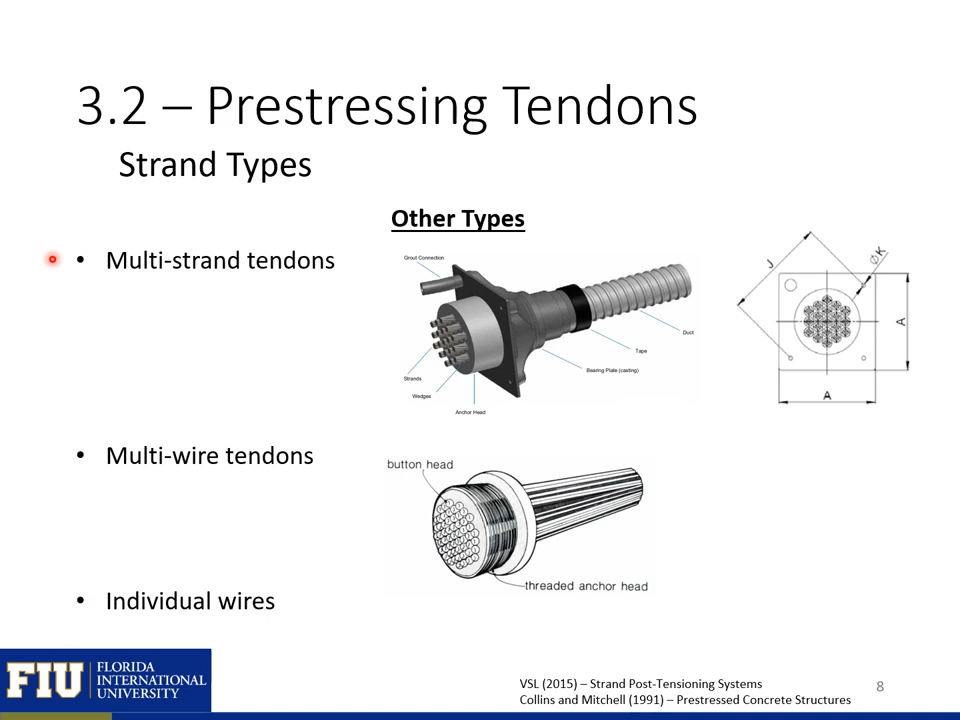 3.2 – Prestressing Tendons
Strand Types
Other Types
• Multi-strand tendons
Grout Connection
Strands
Wedges
Anchor Head
Bearing Plate (casting)
Tape
Duct
J
ØK
A
A
• Multi-wire tendons
button head
threaded anchor head
• Individual wires
FIU
FLORIDA
INTERNATIONAL
UNIVERSITY
VSL (2015) – Strand Post-Tensioning Systems
Collins and Mitchell (1991) – Prestressed Concrete Structures
8